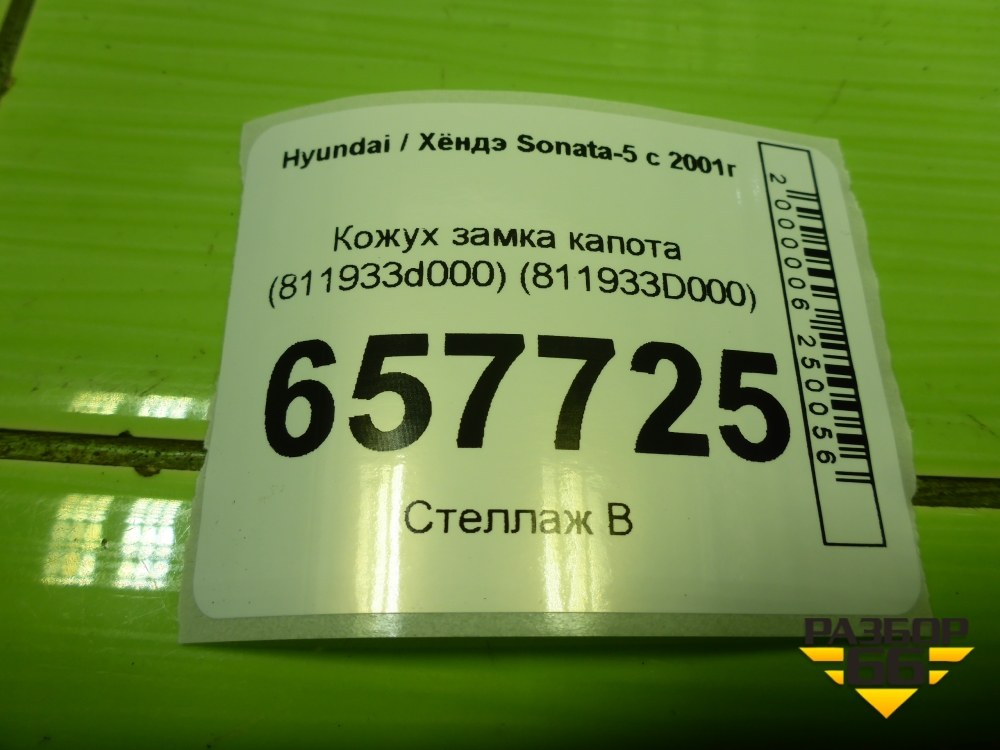 Hyundai / Хёндэ Sonata-5 с 2001г
Кожух замка капота
(811933d000) (811933D000)
657725
Стеллаж В
2000006250056
РАЗБОР
66